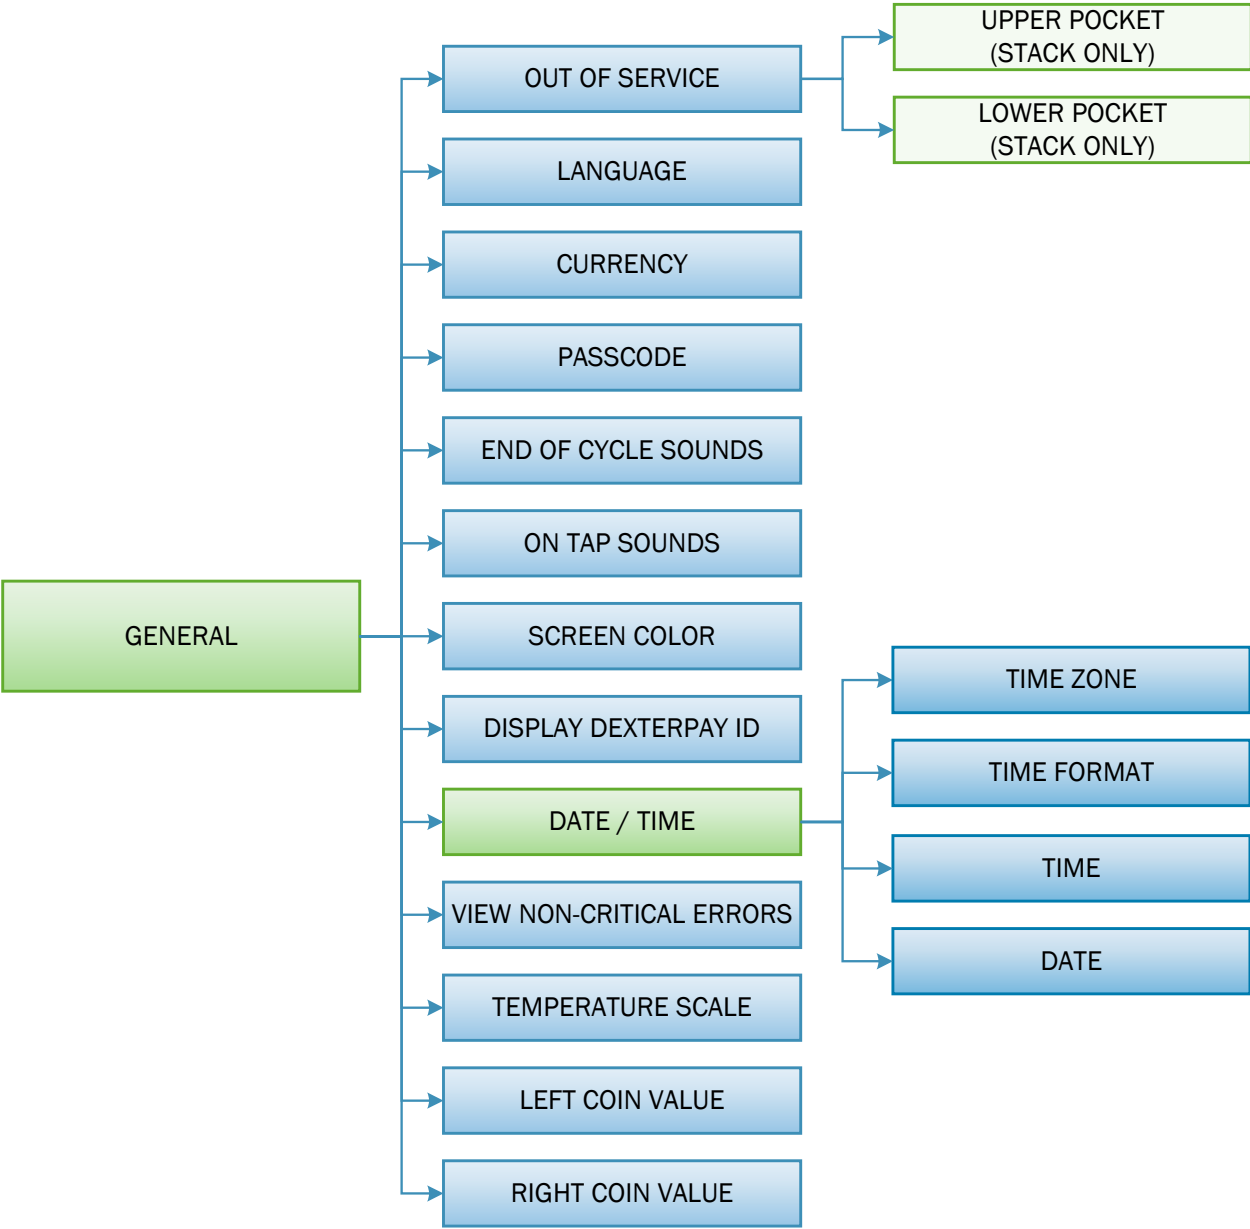 UPPER POCKET
(STACK ONLY)
OUT OF SERVICE
LOWER POCKET
(STACK ONLY)
LANGUAGE
CURRENCY
PASSCODE
END OF CYCLE SOUNDS
ON TAP SOUNDS
GENERAL
SCREEN COLOR
TIME ZONE
DISPLAY DEXTERPAY ID
TIME FORMAT
DATE / TIME
TIME
VIEW NON-CRITICAL ERRORS
DATE
TEMPERATURE SCALE
LEFT COIN VALUE
RIGHT COIN VALUE